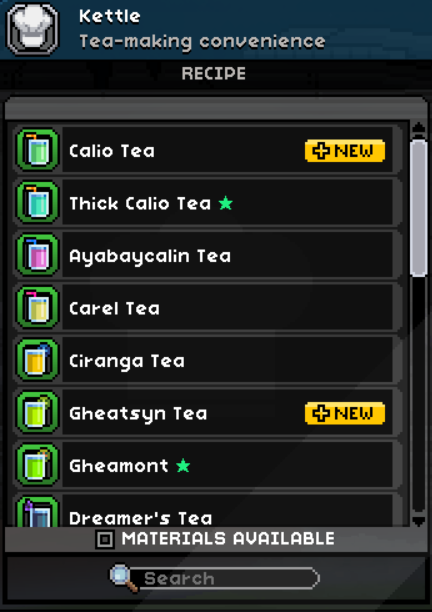 Kettle
Tea-making convenience
RECIPE
Calio Tea NEW
Thick Calio Tea ★
Ayabaycalin Tea
Carel Tea
Ciranga Tea
Gheatsyn Tea NEW
Gheamont ★
Dreamer's Tea
MATERIALS AVAILABLE
Search